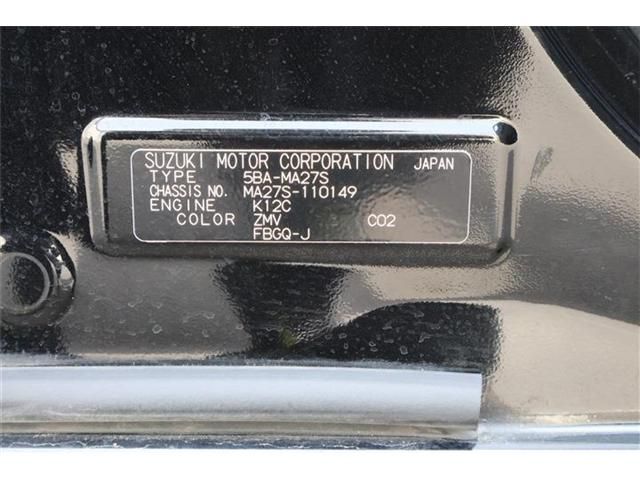 SUZUKI MOTOR CORPORATION JAPAN
TYPE 5BA-MA27S
CHASSIS NO. MA27S-110149
ENGINE K12C
COLOR ZMV C02
FBGQ-J